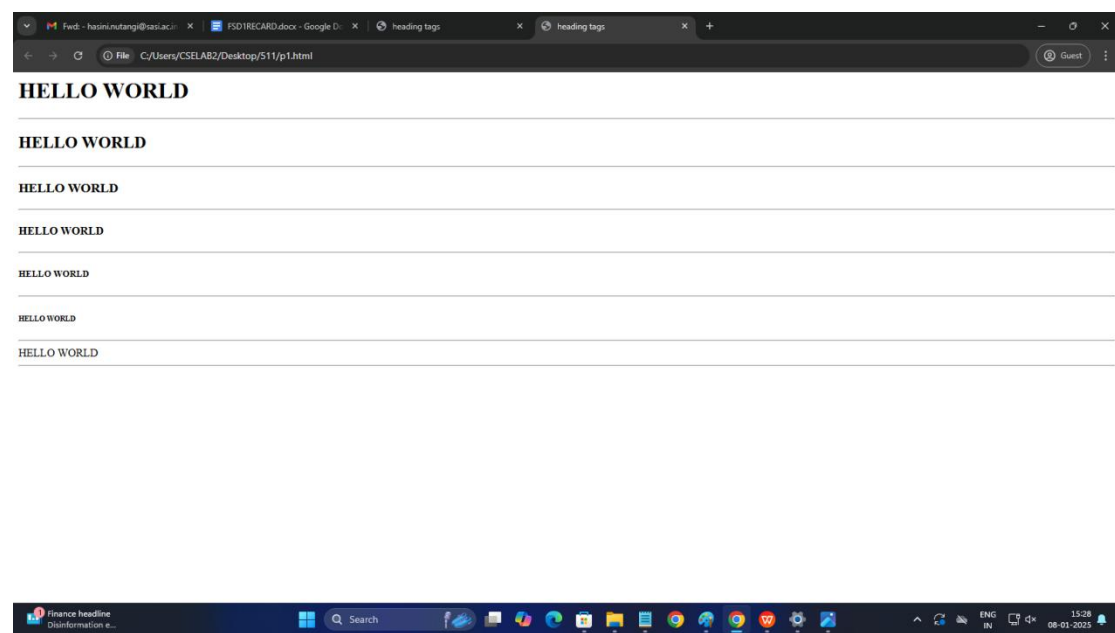 Fwd: - hasini.nutangi@sasi.ac.in
FSD1RECARD.docx - Google Do
heading tags
heading tags
File C:/Users/CSELAB2/Desktop/511/p1.html
Guest
HELLO WORLD
HELLO WORLD
HELLO WORLD
HELLO WORLD
HELLO WORLD
HELLO WORLD
HELLO WORLD
1
Finance headline
Disinformation e...
Search
ENG
IN
15:28
08-01-2025